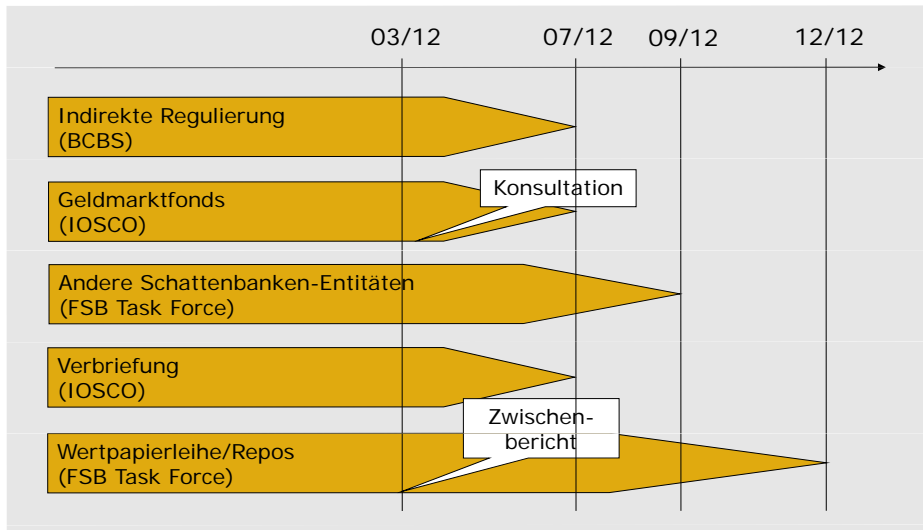 03/12 07/12 09/12 12/12
Indirekte Regulierung
(BCBS)
Konsultation
Geldmarktfonds
(IOSCO)
Andere Schattenbanken-Entitäten
(FSB Task Force)
Verbriefung
(IOSCO)
Zwischen-
bericht
Wertpapierleihe/Repos
(FSB Task Force)